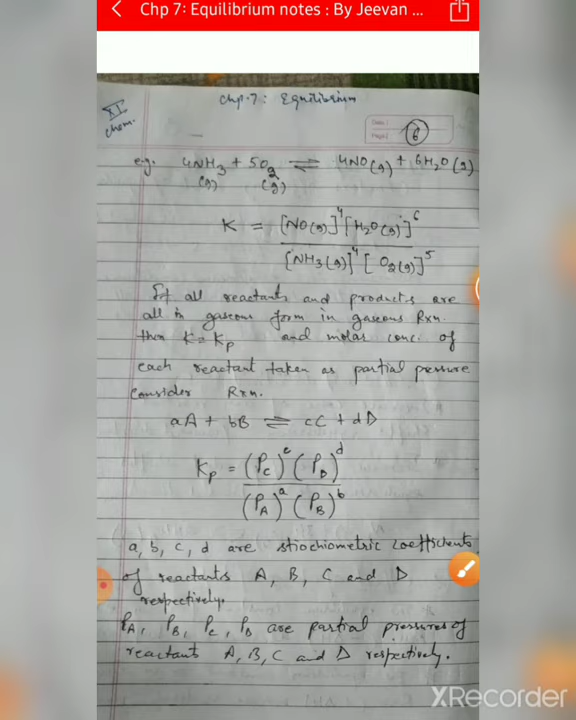 Chp 7: Equilibrium notes : By Jeevan ...
XI
chem.
Chp.7: Equilibrium
Date:
Page:
6
e.g. 4NH3 + 5O2 ⇌ 4NO(g) + 6H2O(g)
(g) (g)
K = [NO(g)]^4 [H2O(g)]^6
[NH3(g)]^4 [O2(g)]^5
If all reactants and products are
all in gaseous form in gaseous Rxn.
then K= Kp and molar conc. of
each reactant taken as partial pressure
consider Rxn.
aA + bB ⇌ cC + dD
Kp = (PC)^c (PD)^d
(PA)^a (PB)^b
a, b, c, d are stiochiometric coefficients
of reactants A, B, C and D
respectively.
PA, PB, PC, PD are partial pressures of
reactants A, B, C and D respectively.
XRecorder